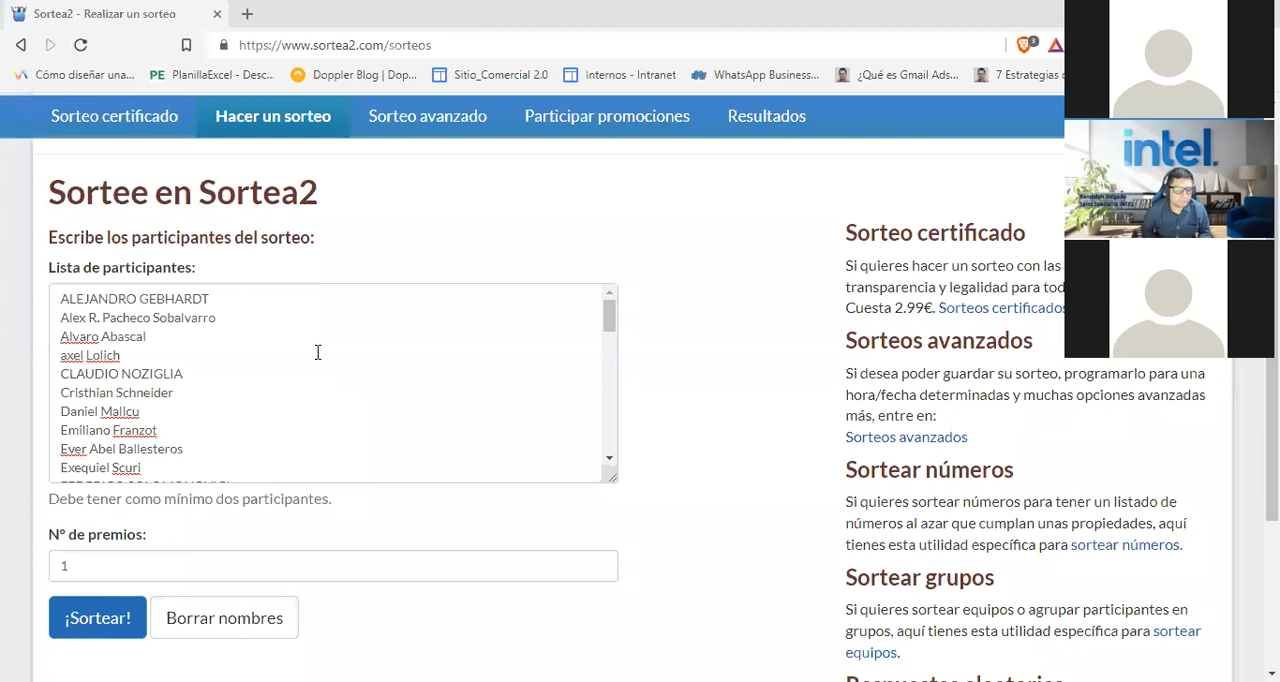 Sortea2 - Realizar un sorteo
https://www.sortea2.com/sorteos
3
Cómo diseñar una...
PE PlanillaExcel - Desc...
Doppler Blog | Dop...
Sitio_Comercial 2.0
Internos - Intranet
WhatsApp Business...
¿Qué es Gmail Ads...
7 Estrategias
Sorteo certificado
Hacer un sorteo
Sorteo avanzado
Participar promociones
Resultados
intel.
Sortee en Sortea2
Escribe los participantes del sorteo:
Lista de participantes:
ALEJANDRO GEBHARDT
Alex R. Pacheco Sobalvarro
Alvaro Abascal
axel Lolich
CLAUDIO NOZIGLIA
Cristhian Schneider
Daniel Mallcu
Emiliano Franzot
Ever Abel Ballesteros
Exequiel Scuri
Debe tener como mínimo dos participantes.
Nº de premios:
1
¡Sortear!
Borrar nombres
Sorteo certificado
Si quieres hacer un sorteo con las
transparencia y legalidad para tod
Cuesta 2.99€. Sorteos certificados
Sorteos avanzados
Si desea poder guardar su sorteo, programarlo para una
hora/fecha determinadas y muchas opciones avanzadas
más, entre en:
Sorteos avanzados
Sortear números
Si quieres sortear números para tener un listado de
números al azar que cumplan unas propiedades, aquí
tienes esta utilidad específica para sortear números.
Sortear grupos
Si quieres sortear equipos o agrupar participantes en
grupos, aquí tienes esta utilidad específica para sortear
equipos.